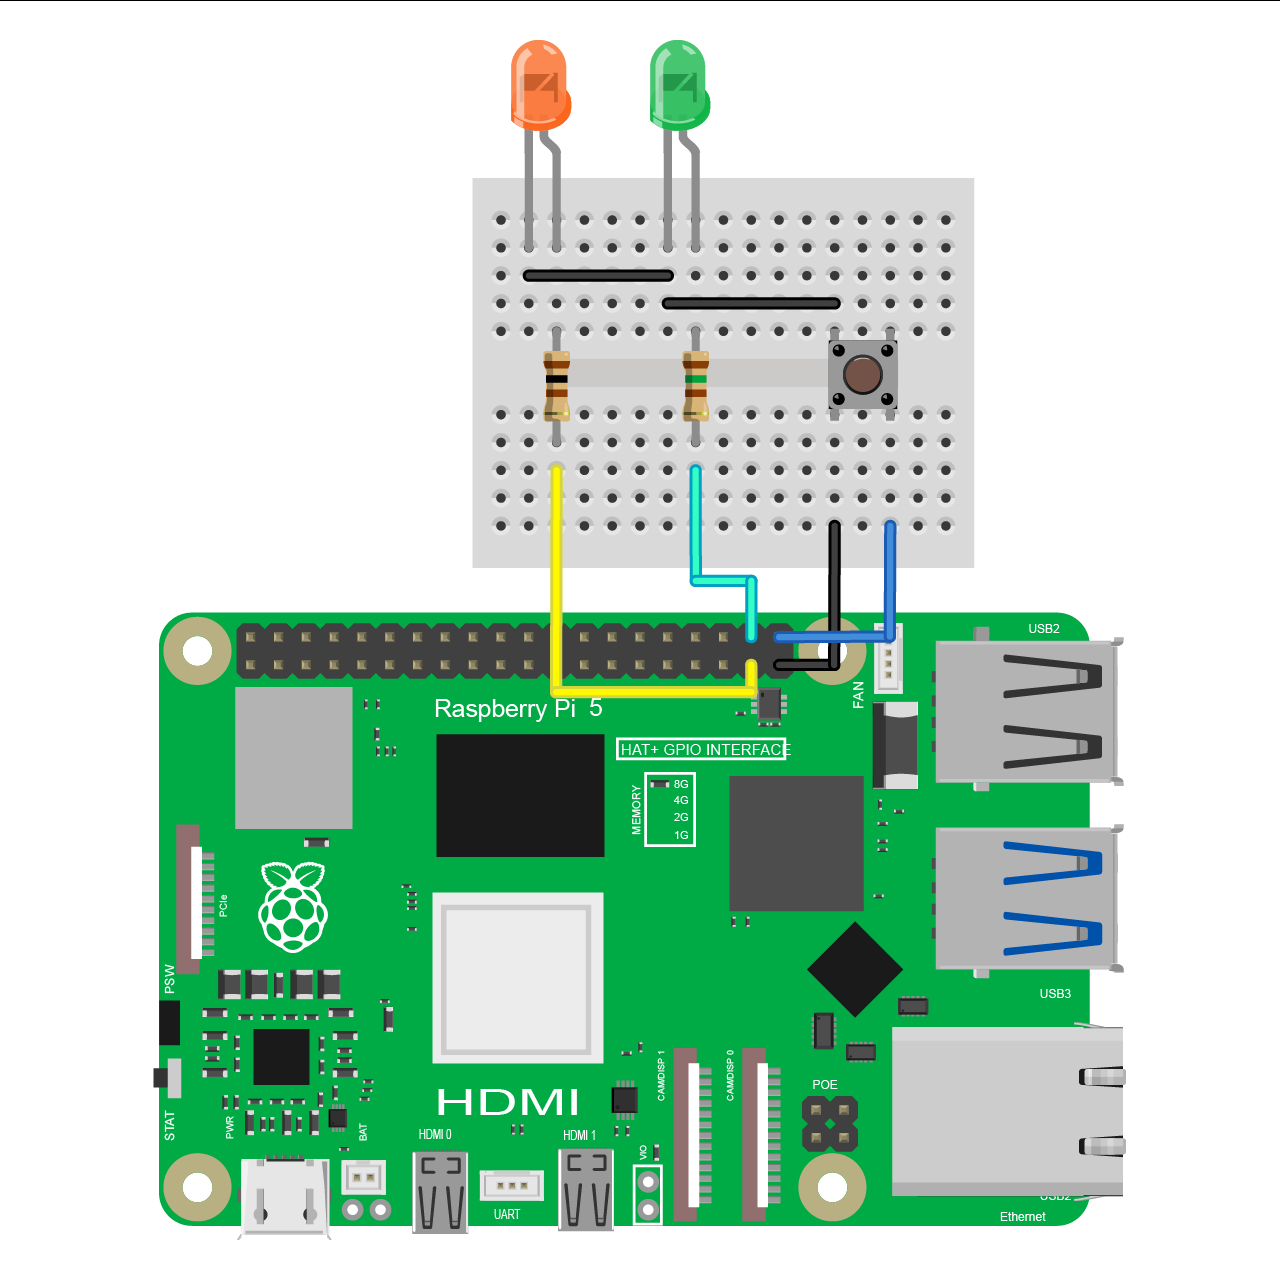 USB2
FAN
Raspberry Pi 5
HAT+ GPIO INTERFACE
MEMORY
8G
4G
2G
1G
PCIe
PSW
USB3
CAM/DISP 1
CAM/DISP 0
POE
HDMI
STAT
PWR
BAT
HDMI 0
HDMI 1
VIO
UART
USB2
Ethernet